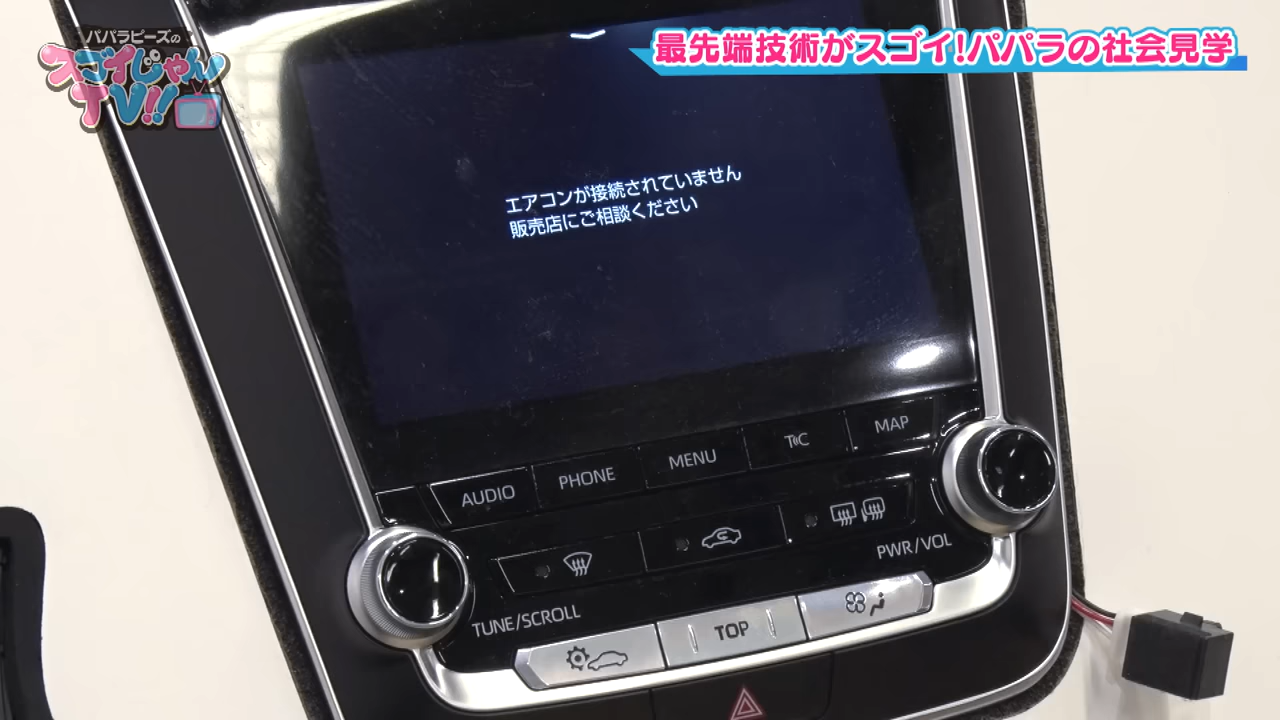 パパラピーズの
スゴイじゃん
TV!!
最先端技術がスゴイ!パパラの社会見学
エアコンが接続されていません
販売店にご相談ください
AUDIO
PHONE
MENU
T
C
MAP
PWR/VOL
TUNE/SCROLL
TOP